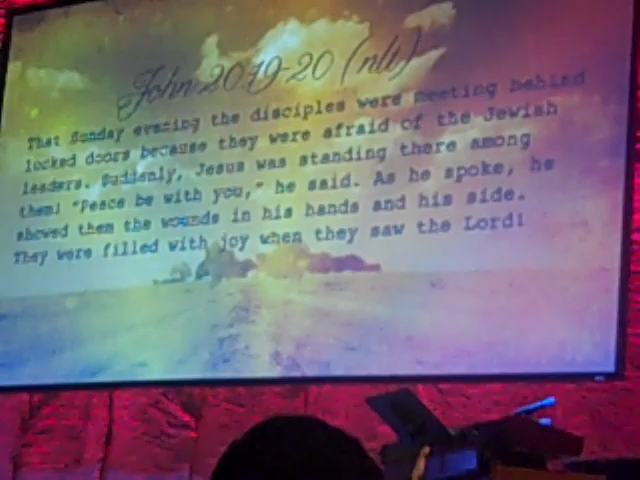 John 20:19-20 (nlt)
That Sunday evening the disciples were meeting behind
locked doors because they were afraid of the Jewish
leaders. Suddenly, Jesus was standing there among
them! "Peace be with you," he said. As he spoke, he
showed them the wounds in his hands and his side.
They were filled with joy when they saw the Lord!